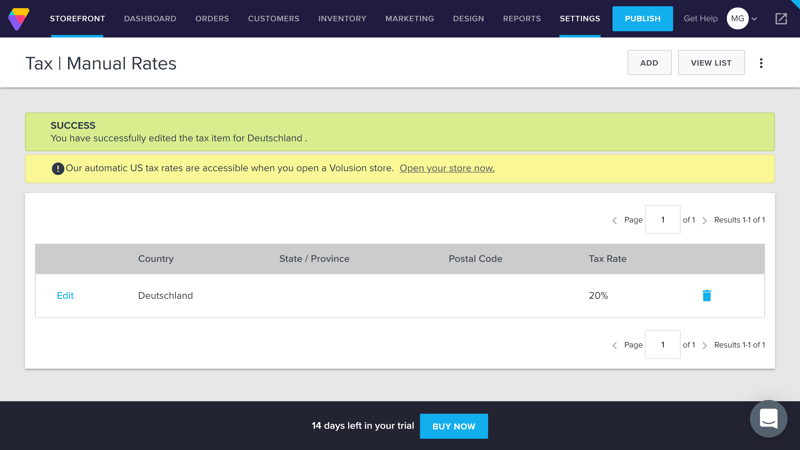 STOREFRONT DASHBOARD ORDERS CUSTOMERS INVENTORY MARKETING DESIGN REPORTS SETTINGS PUBLISH Get Help MG
Tax | Manual Rates ADD VIEW LIST
SUCCESS
You have successfully edited the tax item for Deutschland .
Our automatic US tax rates are accessible when you open a Volusion store. Open your store now.
Page 1 of 1 Results 1-1 of 1
Country State / Province Postal Code Tax Rate
Edit Deutschland 20%
Page 1 of 1 Results 1-1 of 1
14 days left in your trial BUY NOW